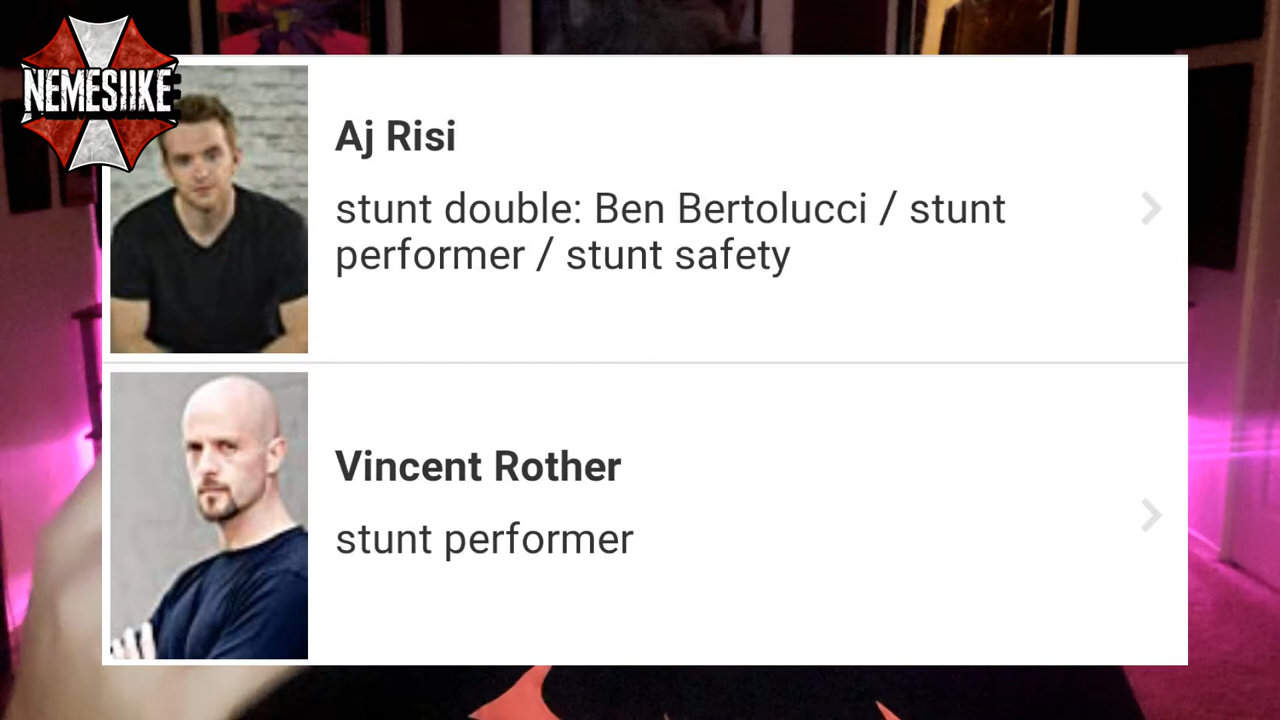 NEMESIIKE
Aj Risi
stunt double: Ben Bertolucci / stunt
performer / stunt safety
Vincent Rother
stunt performer